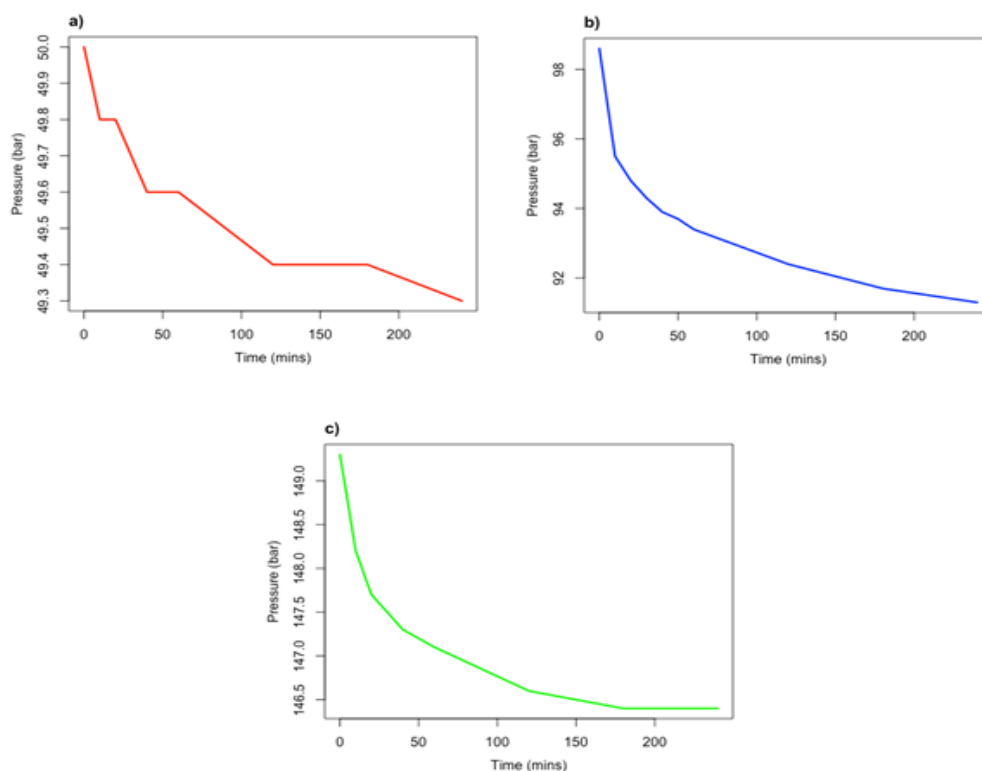 a)
Pressure (bar)
50.0
49.9
49.8
49.7
49.6
49.5
49.4
49.3
0 50 100 150 200
Time (mins)
b)
Pressure (bar)
98
96
94
92
0 50 100 150 200
Time (mins)
c)
Pressure (bar)
149.0
148.5
148.0
147.5
147.0
146.5
0 50 100 150 200
Time (mins)